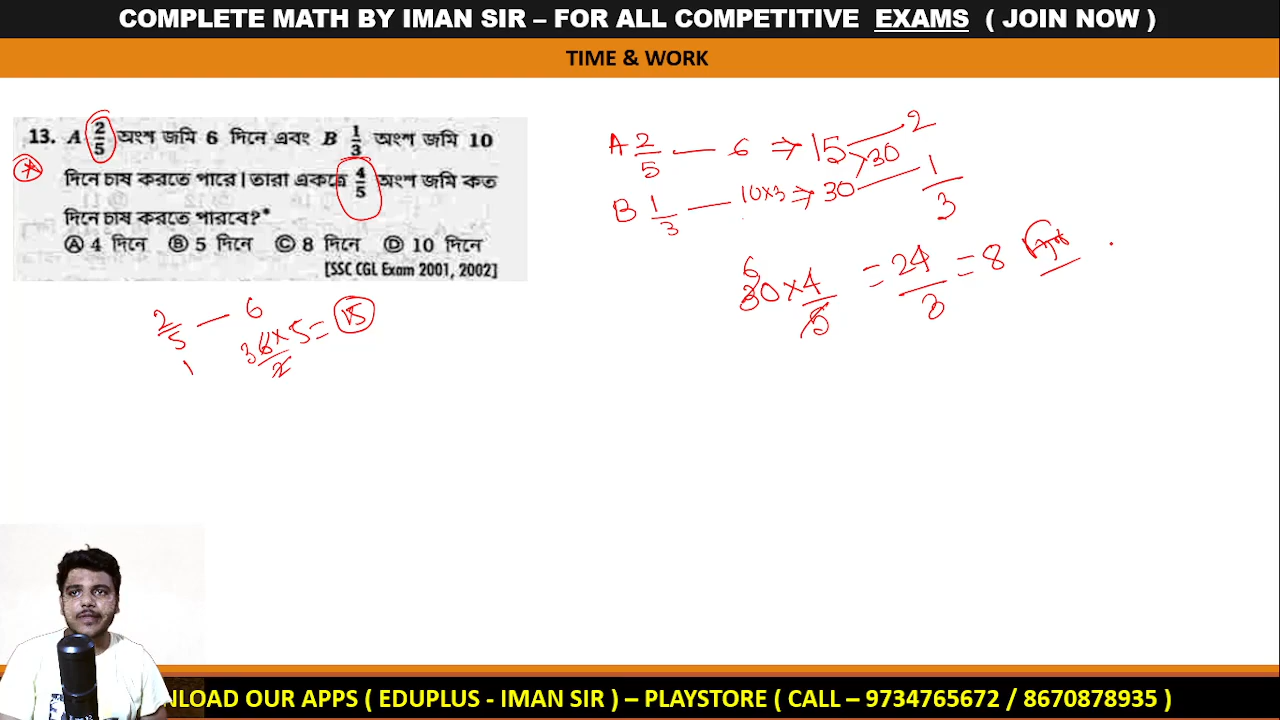 COMPLETE MATH BY IMAN SIR – FOR ALL COMPETITIVE EXAMS ( JOIN NOW )
TIME & WORK
13. A 2/5 অংশ জমি 6 দিনে এবং B 1/3 অংশ জমি 10
দিনে চাষ করতে পারে। তারা একত্রে 4/5 অংশ জমি কত
দিনে চাষ করতে পারবে?*
Ⓐ 4 দিনে Ⓑ 5 দিনে Ⓒ 8 দিনে Ⓓ 10 দিনে
[SSC CGL Exam 2001, 2002]
A 2/5 — 6 ⇒ 15 2
30
B 1/3 — 10×3 ⇒ 30 1
3
6
30 × 4/5 = 24/3 = 8 দিন
2/5 — 6
1 3 6×5/2 = 15
NLOAD OUR APPS ( EDUPLUS - IMAN SIR ) – PLAYSTORE ( CALL – 9734765672 / 8670878935 )